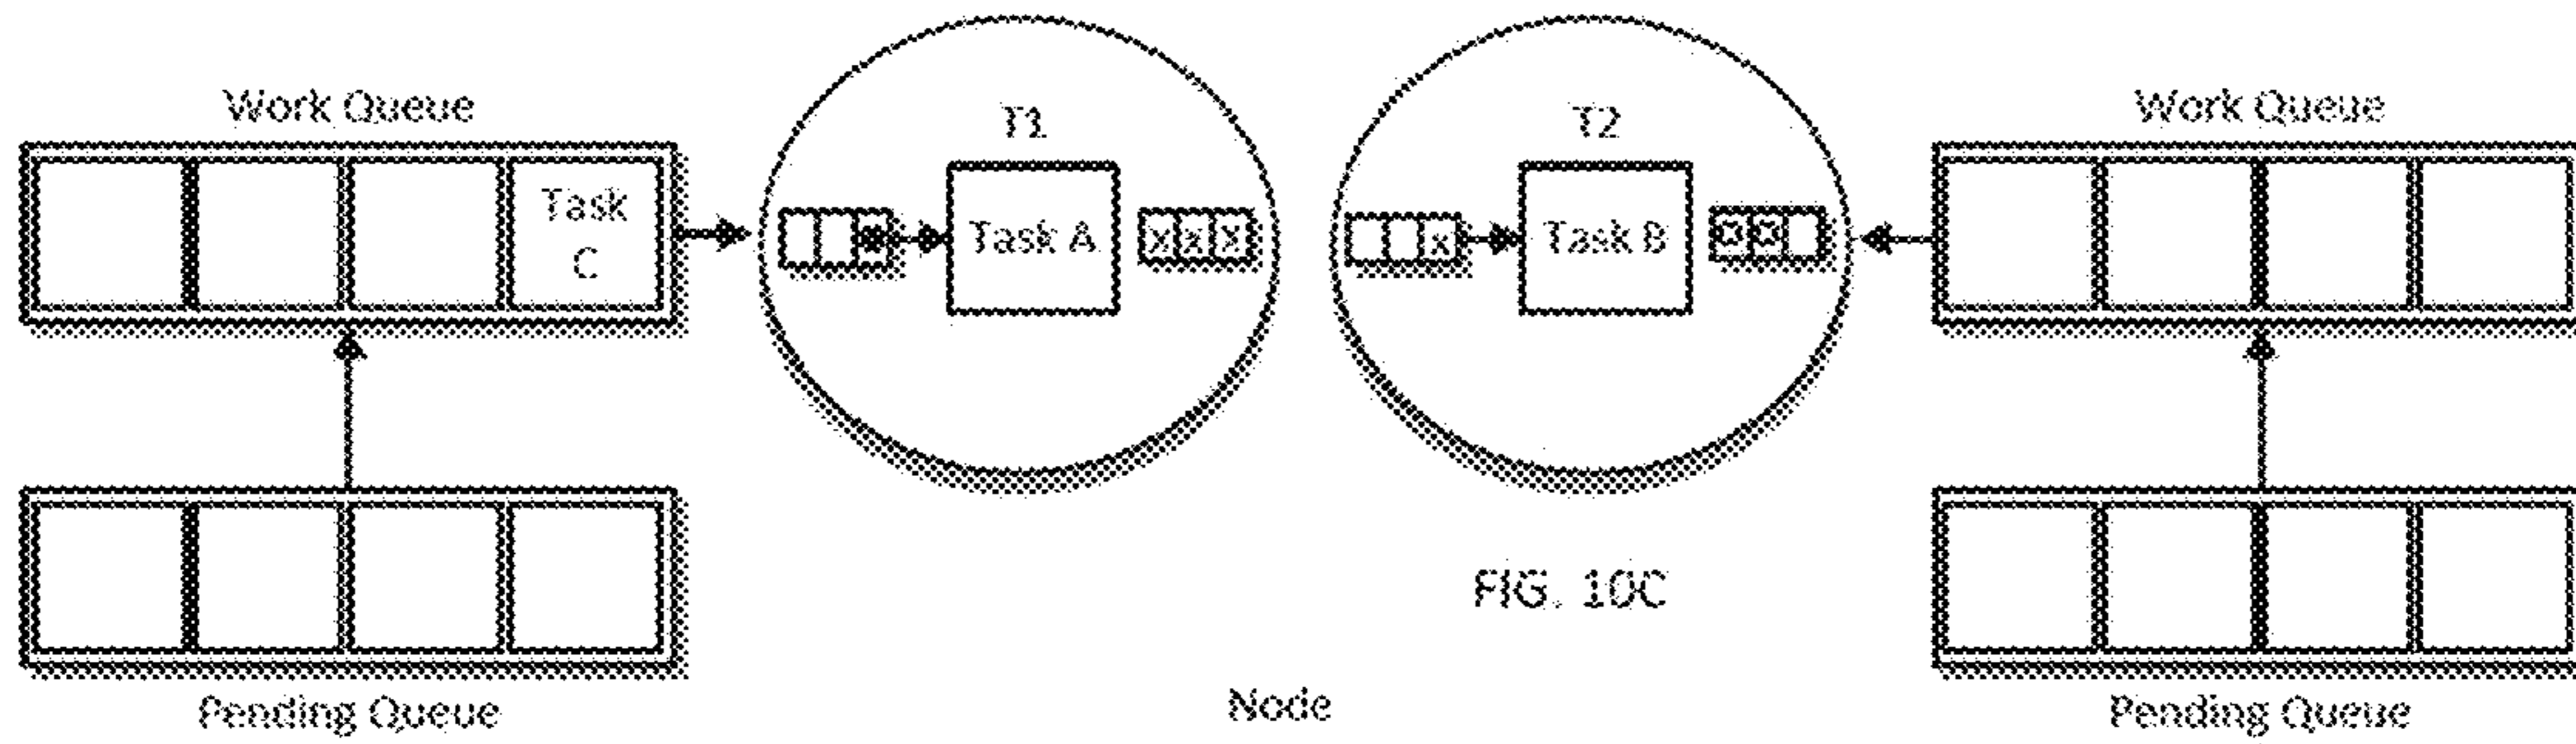 Work Queue
T1
T2
Work Queue
Task
C
Task A
x x x
x
Task B
FIG. 10C
Pending Queue
Node
Pending Queue